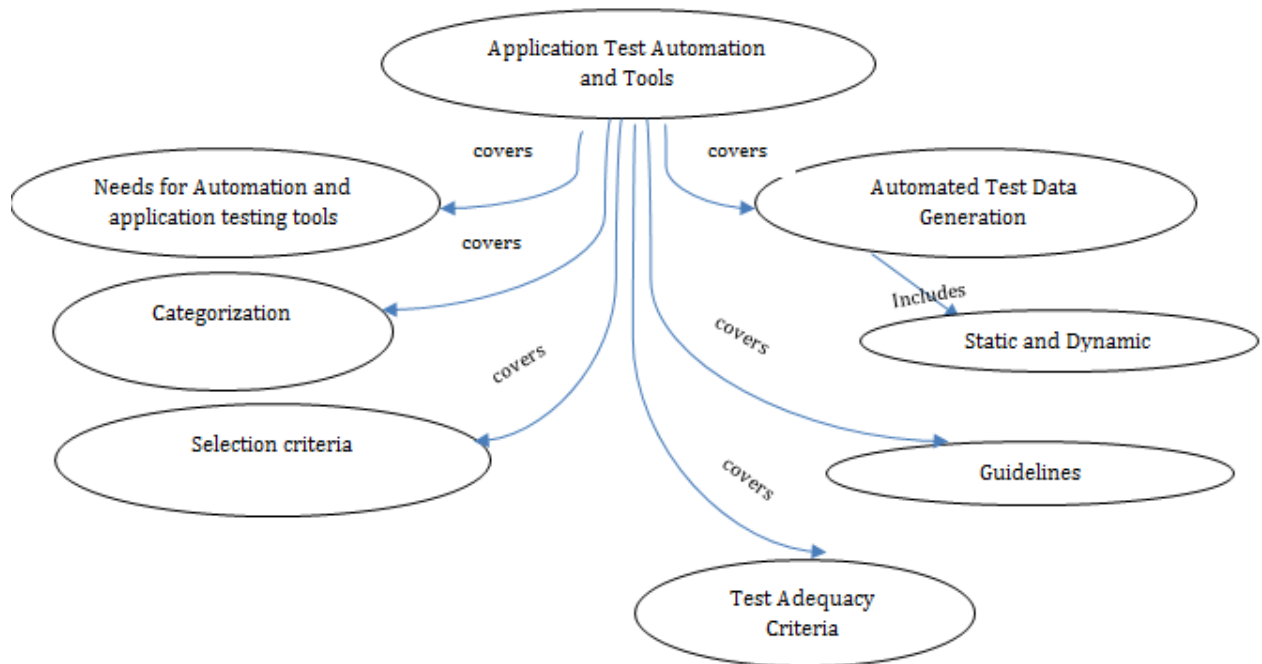 Application Test Automation
and Tools
covers
covers
Needs for Automation and
application testing tools
Automated Test Data
Generation
covers
Categorization
Includes
covers
Static and Dynamic
covers
Selection criteria
Guidelines
covers
Test Adequacy
Criteria